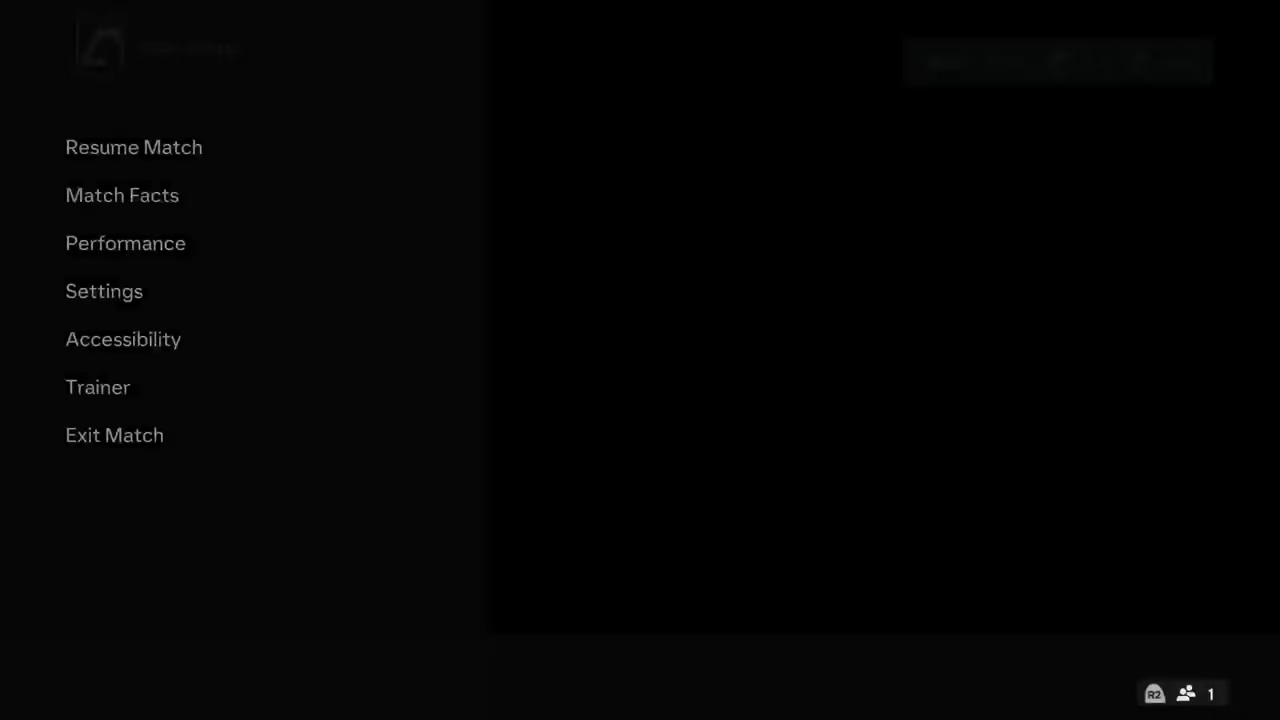 Resume Match
Match Facts
Performance
Settings
Accessibility
Trainer
Exit Match
R2 1